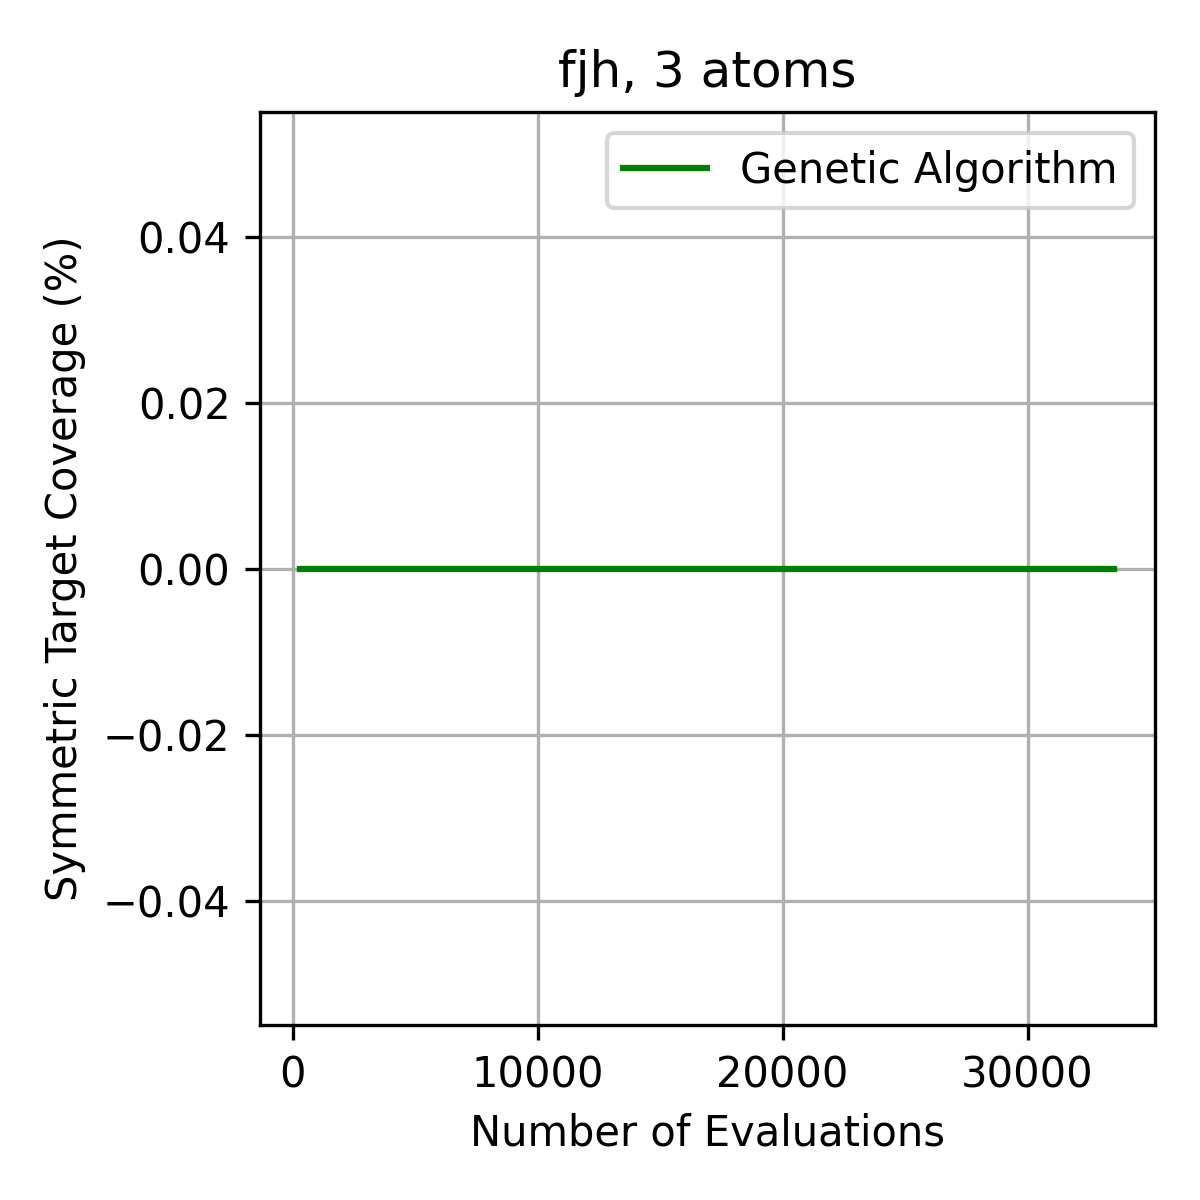 fjh, 3 atoms
Genetic Algorithm
Symmetric Target Coverage (%)
0.04
0.02
0.00
−0.02
−0.04
0 10000 20000 30000
Number of Evaluations